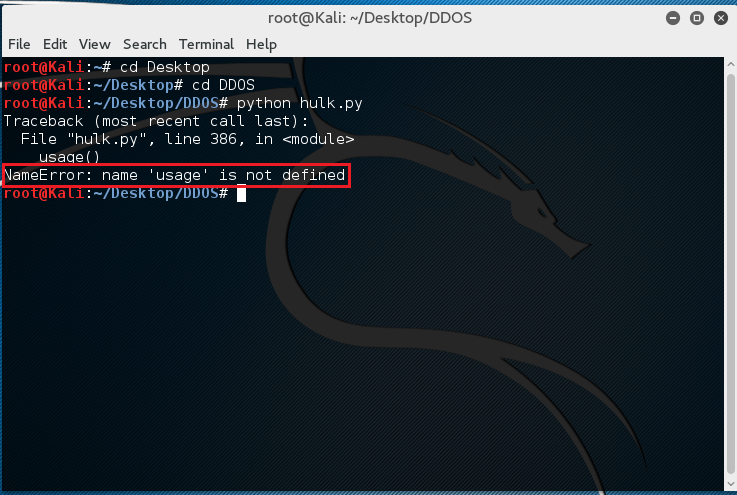 root@Kali: ~/Desktop/DDOS
File Edit View Search Terminal Help
root@Kali:~# cd Desktop
root@Kali:~/Desktop# cd DDOS
root@Kali:~/Desktop/DDOS# python hulk.py
Traceback (most recent call last):
  File "hulk.py", line 386, in <module>
    usage()
NameError: name 'usage' is not defined
root@Kali:~/Desktop/DDOS#